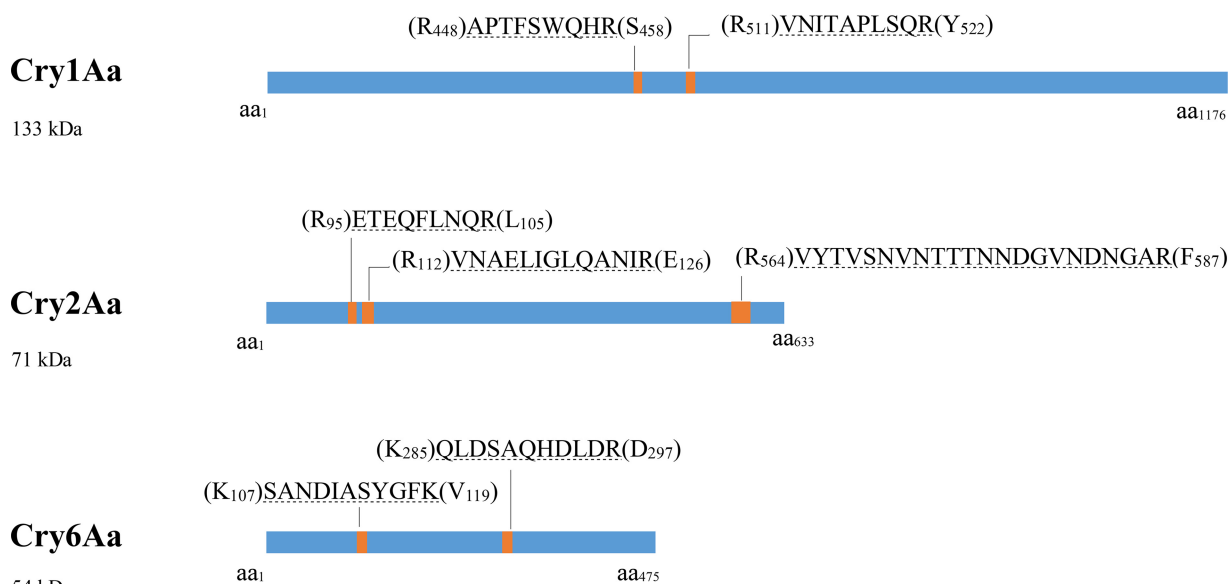 (R448)APTFSWQHR(S458)
(R511)VNITAPLSQR(Y522)
Cry1Aa
aa1
aa1176
133 kDa
(R95)ETEQFLNQR(L105)
(R112)VNAELIGLQANIR(E126)
(R564)VYTVSNVNTTTNNDGVNDNGAR(F587)
Cry2Aa
aa1
aa633
71 kDa
(K285)QLDSAQHDLDR(D297)
(K107)SANDIASYGFK(V119)
Cry6Aa
aa1
aa475